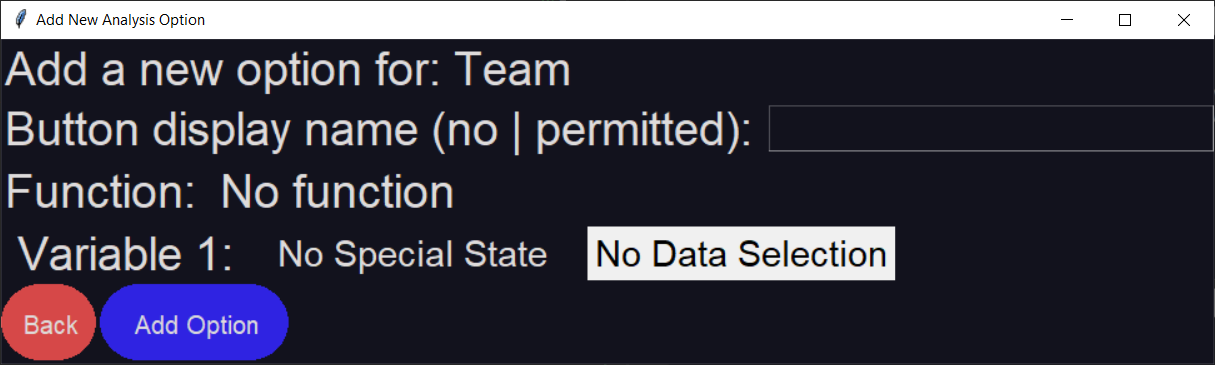 Add New Analysis Option
Add a new option for: Team
Button display name (no | permitted):
Function: No function
Variable 1: No Special State No Data Selection
Back Add Option